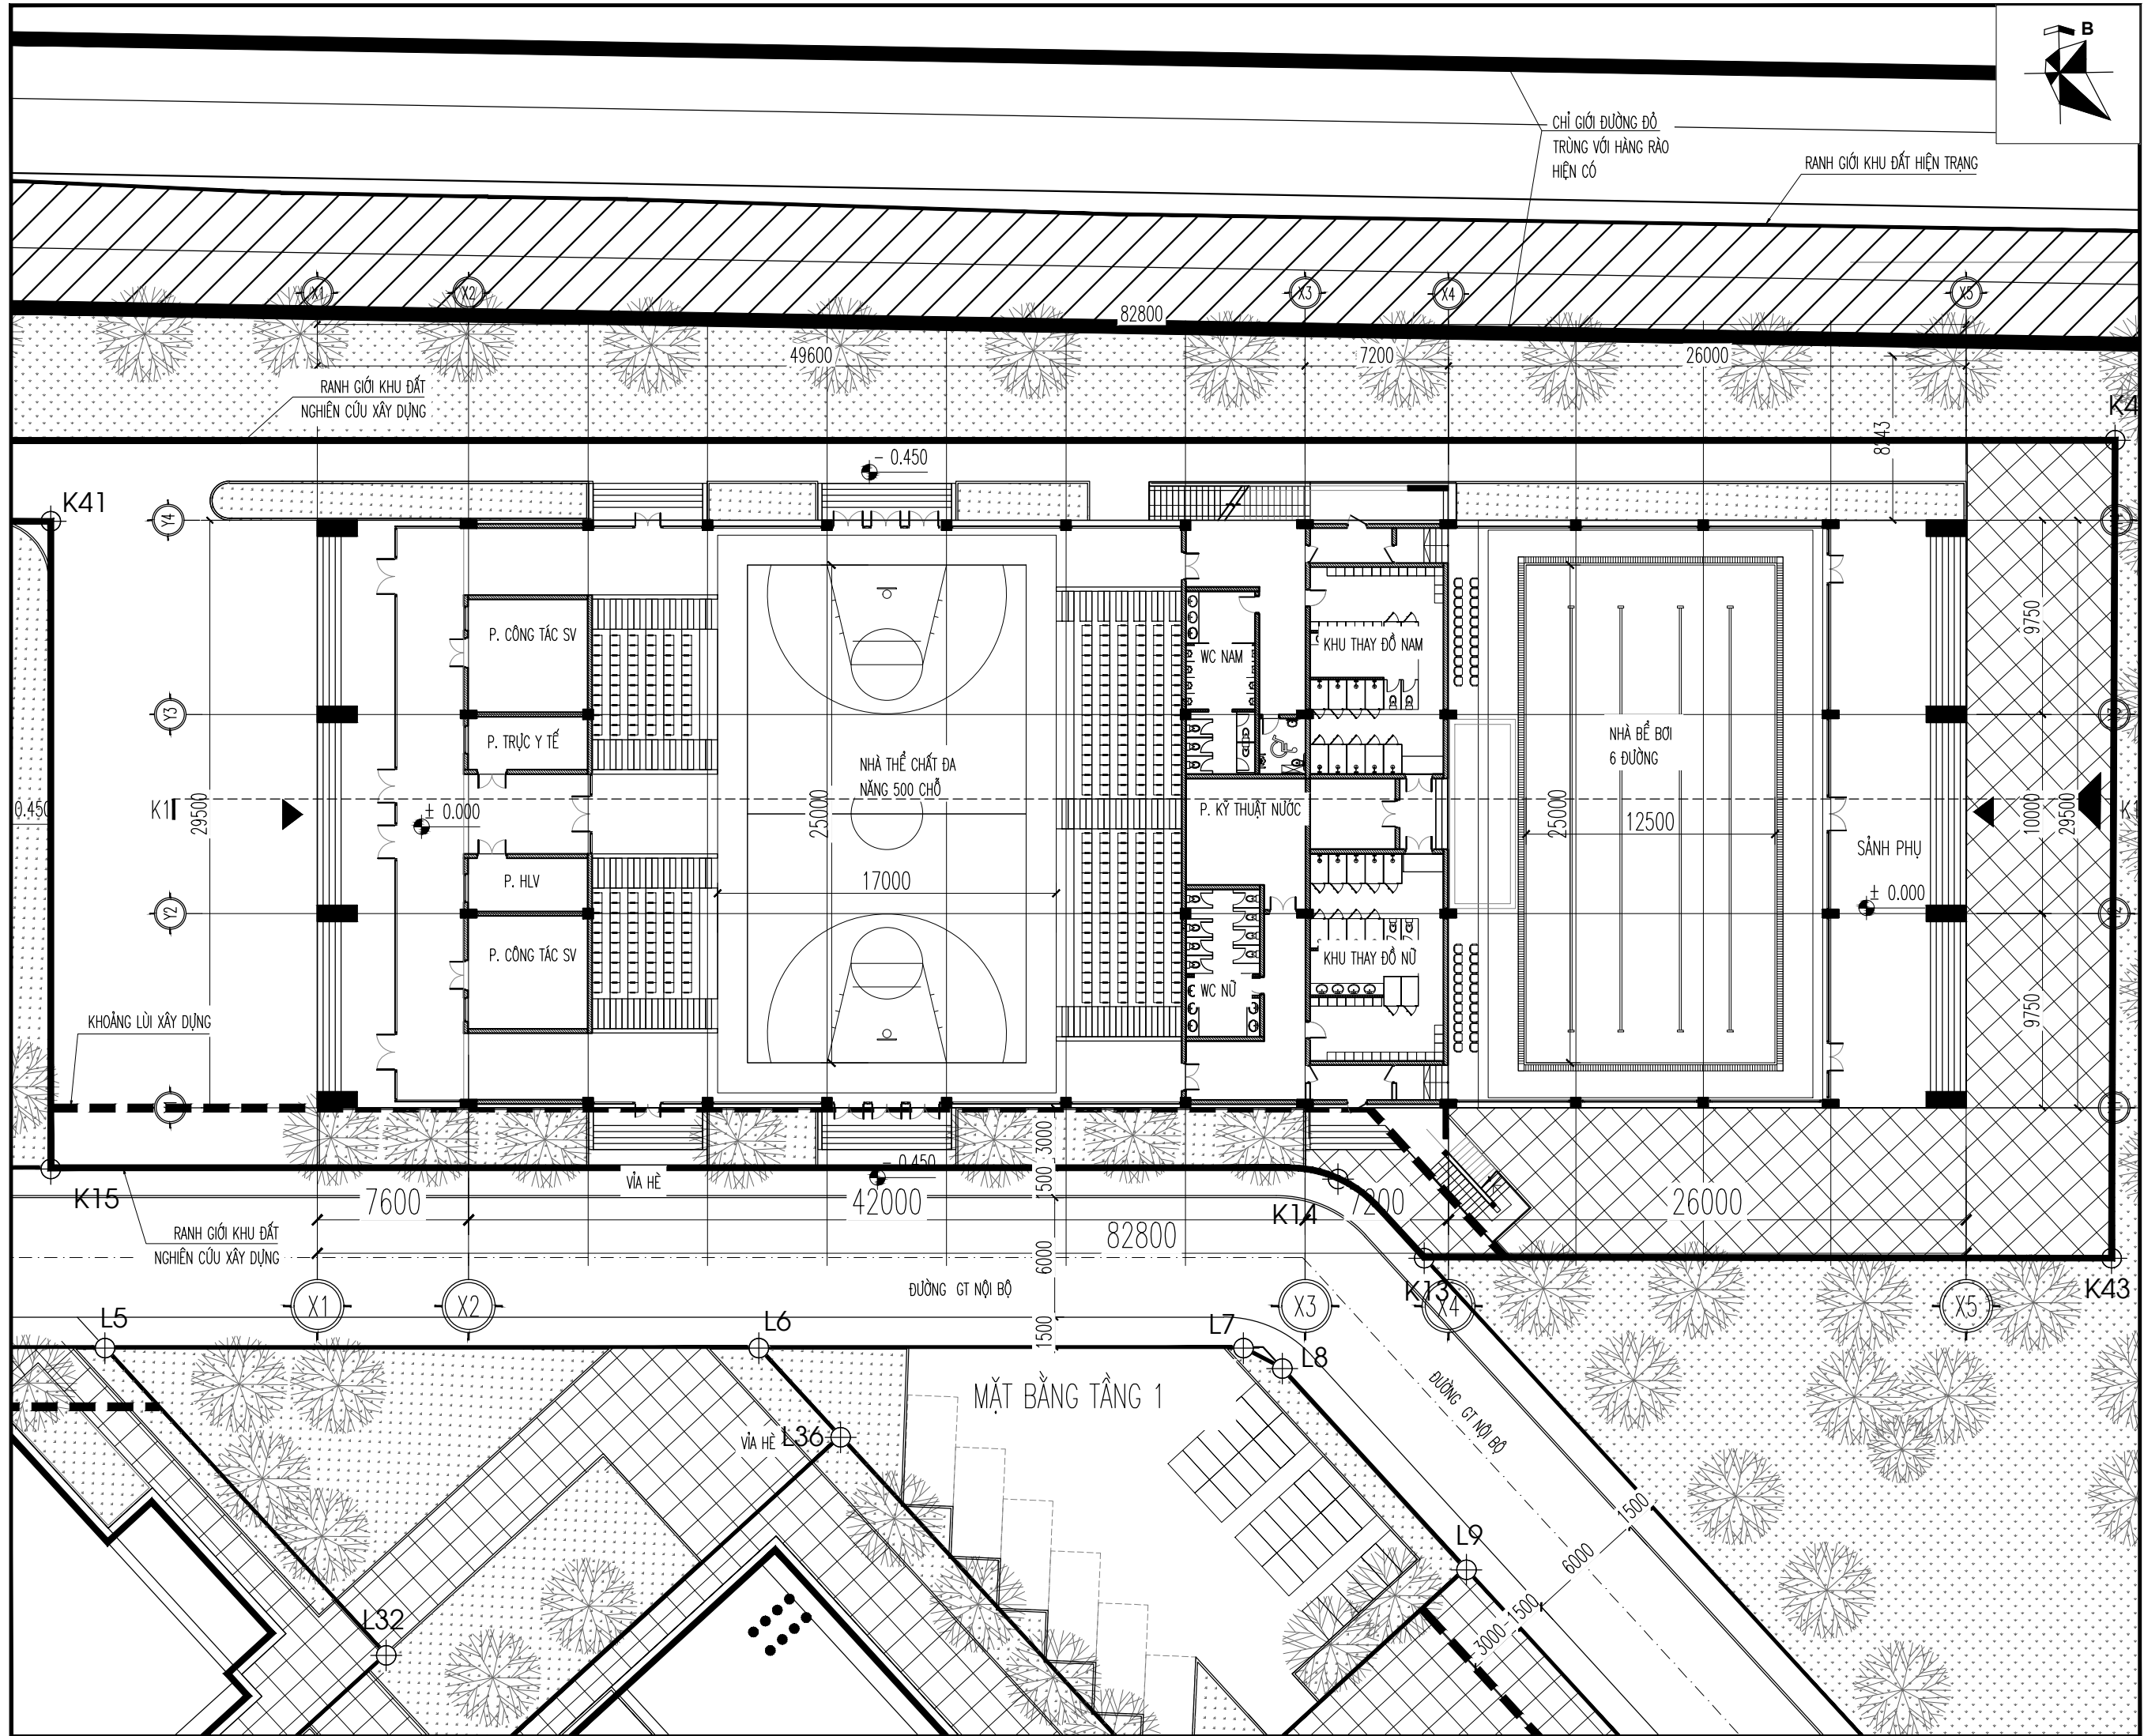 B
CHỈ GIỚI ĐƯỜNG ĐỎ
TRÙNG VỚI HÀNG RÀO
HIỆN CÓ
RANH GIỚI KHU ĐẤT HIỆN TRẠNG
X1
X2
X3
X4
X5
82800
49600
7200
26000
RANH GIỚI KHU ĐẤT
NGHIÊN CỨU XÂY DỰNG
8243
K4
- 0.450
K41
Y4
P. CÔNG TÁC SV
KHU THAY ĐỒ NAM
WC NAM
9750
Y3
P. TRỰC Y TẾ
NHÀ BỂ BƠI
6 ĐƯỜNG
NHÀ THỂ CHẤT ĐA
NĂNG 500 CHỖ
0.450
K1
29500
± 0.000
25000
P. KỸ THUẬT NƯỚC
25000
12500
10000
29500
K1
SẢNH PHỤ
P. HLV
17000
± 0.000
Y2
P. CÔNG TÁC SV
KHU THAY ĐỒ NỮ
WC NỮ
9750
KHOẢNG LÙI XÂY DỰNG
3000
- 0.450
VỈA HÈ
1500
K15
7600
42000
7200
26000
K14
RANH GIỚI KHU ĐẤT
NGHIÊN CỨU XÂY DỰNG
82800
6000
ĐƯỜNG GT NỘI BỘ
K13
K43
X1
X2
X3
X4
X5
L5
L6
1500
L7
L8
MẶT BẰNG TẦNG 1
ĐƯỜNG GT NỘI BỘ
VỈA HÈ
L36
1500
L9
6000
1500
3000
L32